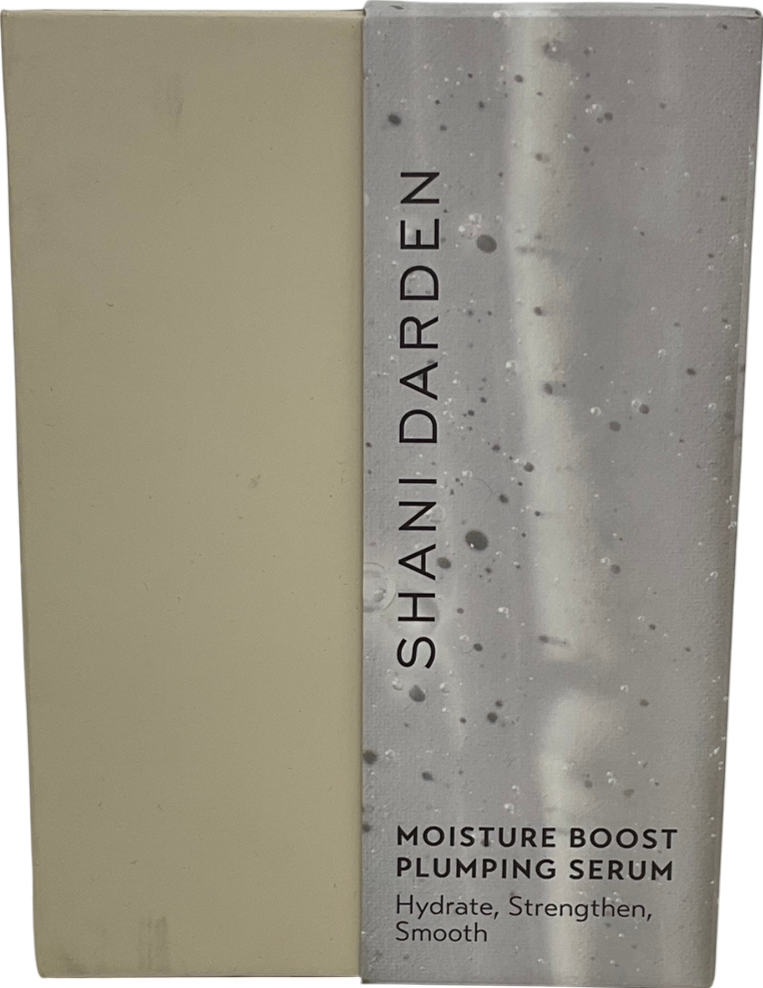 SHANI DARDEN
MOISTURE BOOST
PLUMPING SERUM
Hydrate, Strengthen,
Smooth